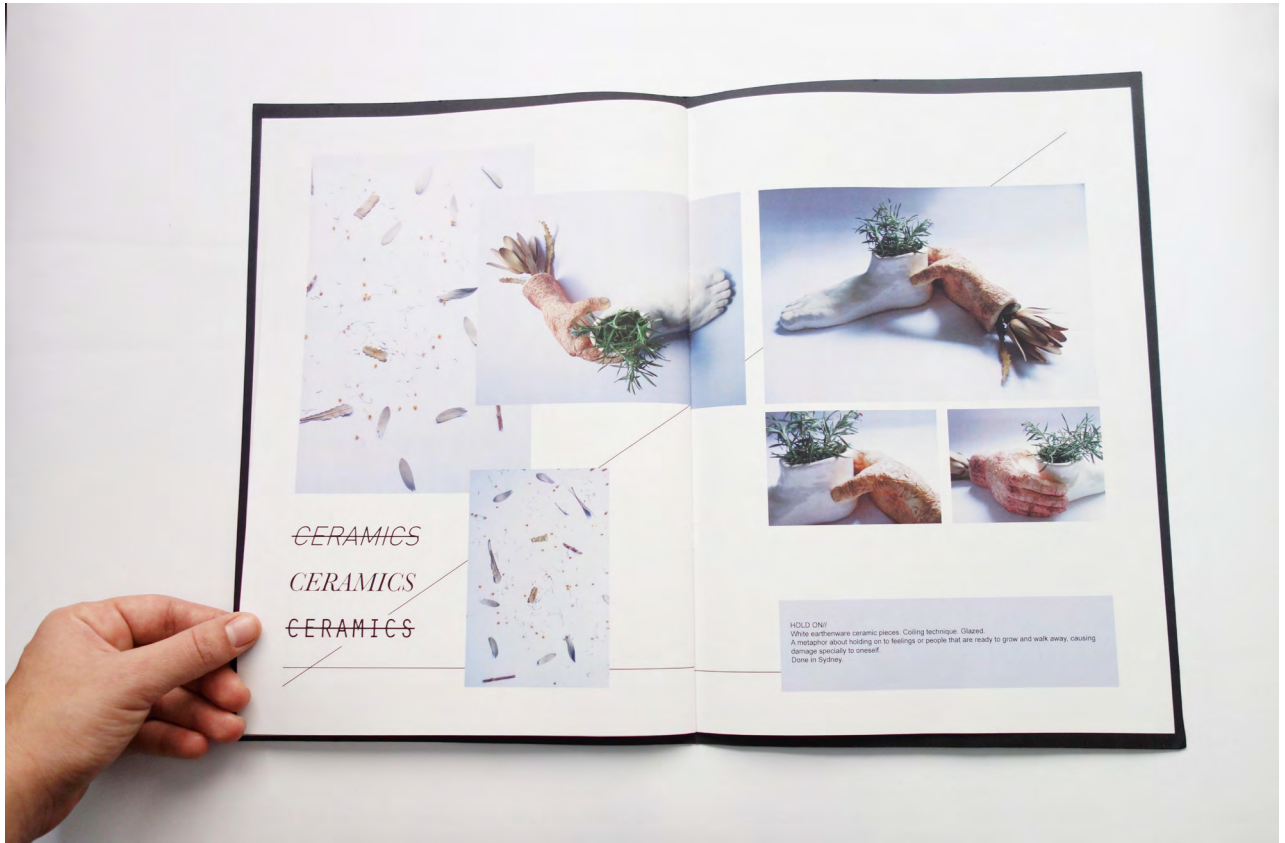 CERAMICS
CERAMICS
CERAMICS
HOLD ON//
White earthenware ceramic pieces. Coiling technique. Glazed.
A metaphor about holding on to feelings or people that are ready to grow and walk away, causing
damage specially to oneself.
Done in Sydney.